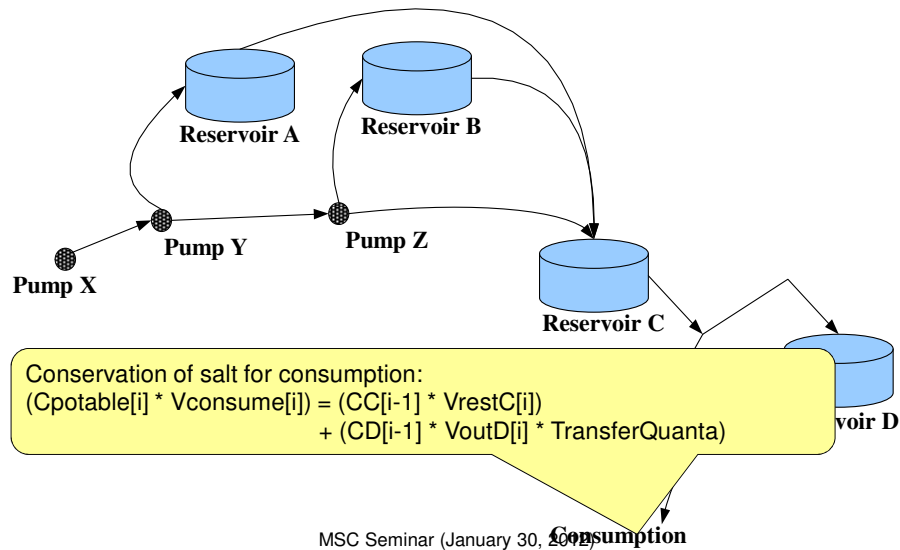 Reservoir A
Reservoir B
Pump Y
Pump Z
Pump X
Reservoir C
Conservation of salt for consumption:
(Cpotable[i] * Vconsume[i]) = (CC[i-1] * VrestC[i])
+ (CD[i-1] * VoutD[i] * TransferQuanta)
voir D
Consumption
MSC Seminar (January 30, 2012)